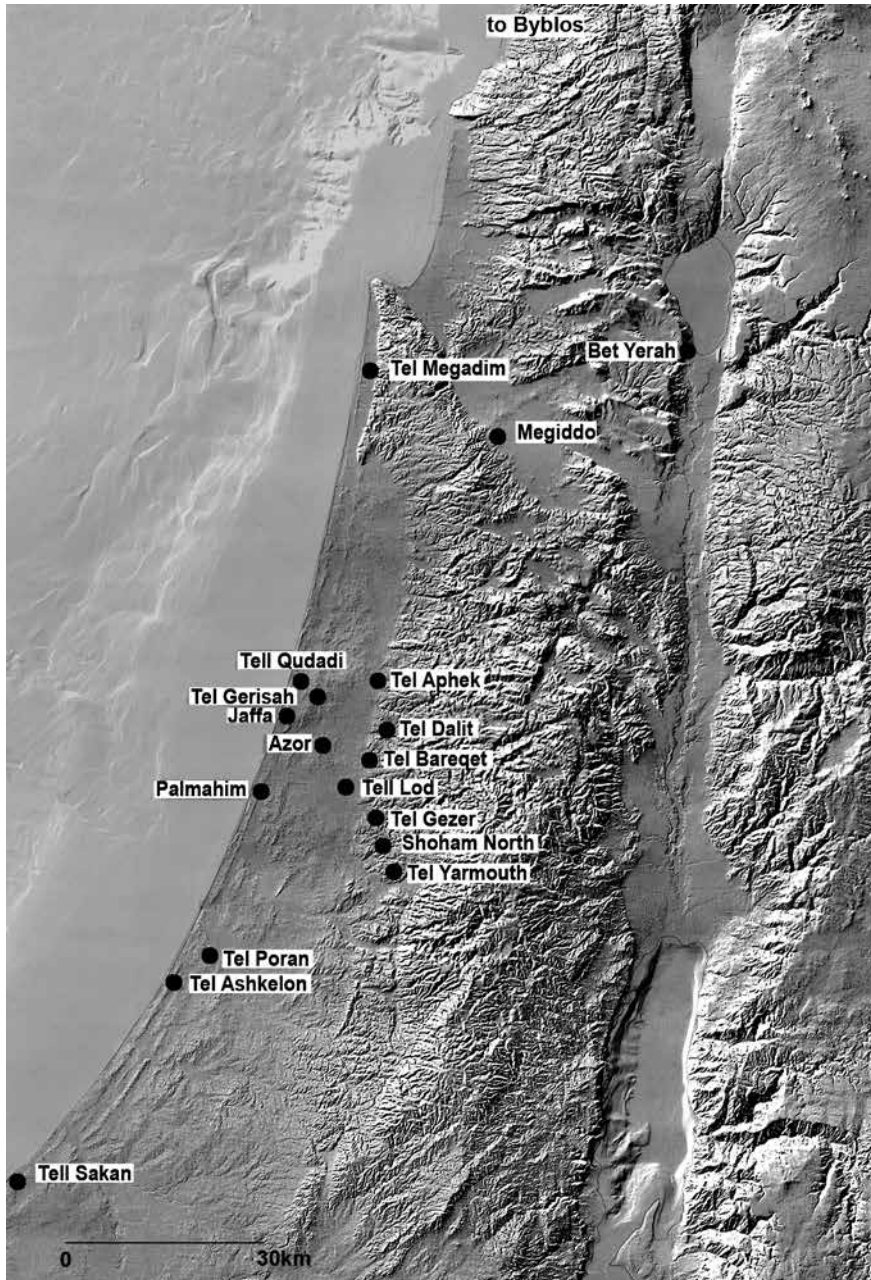 to Byblos
Bet Yerah
Tel Megadim
Megiddo
Tell Qudadi
Tel Aphek
Tel Gerisah
Jaffa
Tel Dalit
Azor
Tel Bareqet
Tell Lod
Palmahim
Tel Gezer
Shoham North
Tel Yarmouth
Tel Poran
Tel Ashkelon
Tell Sakan
0 30km